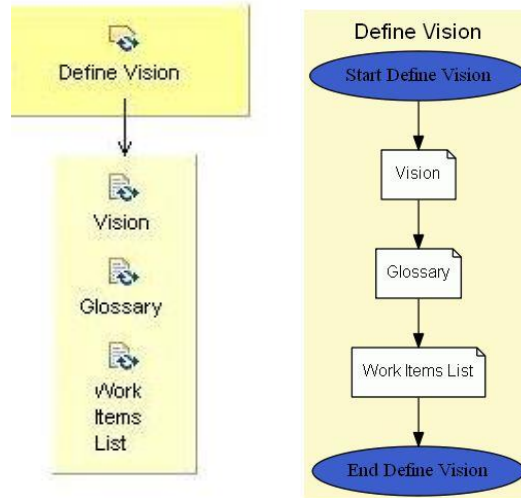 Define Vision
Vision
Glossary
Work
Items
List
Define Vision
Start Define Vision
Vision
Glossary
Work Items List
End Define Vision